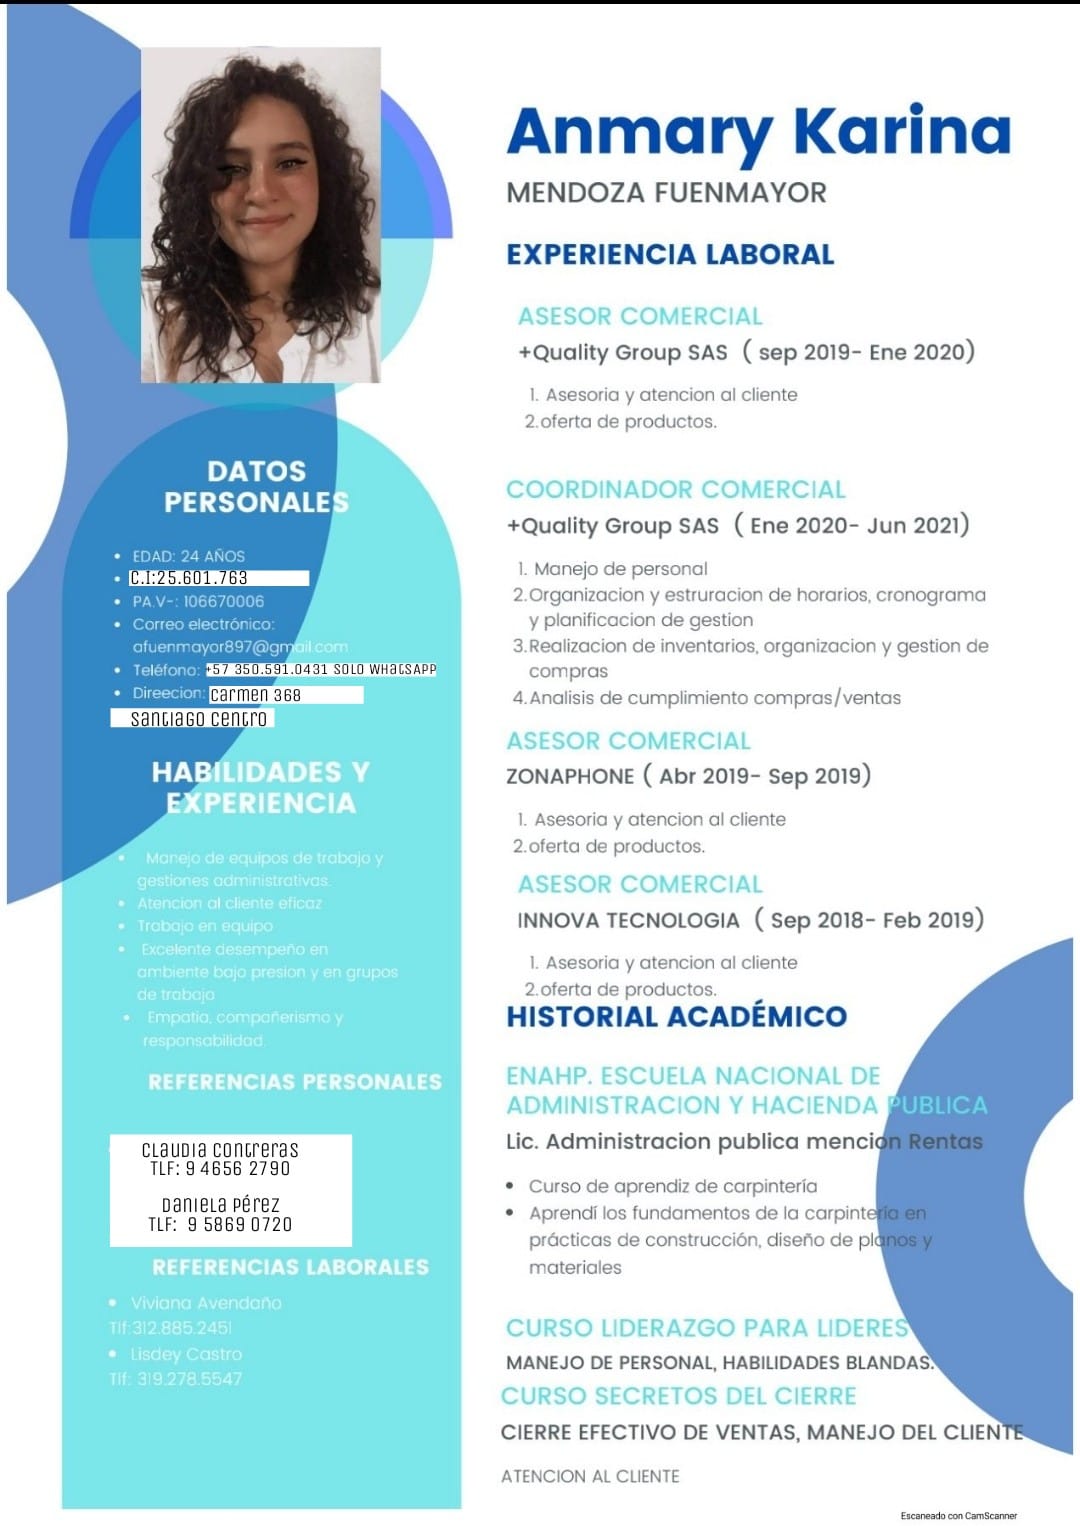 Anmary Karina
MENDOZA FUENMAYOR
EXPERIENCIA LABORAL
ASESOR COMERCIAL
+Quality Group SAS ( sep 2019- Ene 2020)
1. Asesoria y atencion al cliente
2.oferta de productos.
COORDINADOR COMERCIAL
+Quality Group SAS ( Ene 2020- Jun 2021)
1. Manejo de personal
2.Organizacion y estruracion de horarios, cronograma
y planificacion de gestion
3.Realizacion de inventarios, organizacion y gestion de
compras
4.Analisis de cumplimiento compras/ventas
ASESOR COMERCIAL
ZONAPHONE ( Abr 2019- Sep 2019)
1. Asesoria y atencion al cliente
2.oferta de productos.
ASESOR COMERCIAL
INNOVA TECNOLOGIA ( Sep 2018- Feb 2019)
1. Asesoria y atencion al cliente
2.oferta de productos.
HISTORIAL ACADÉMICO
ENAHP. ESCUELA NACIONAL DE
ADMINISTRACION Y HACIENDA PUBLICA
Lic. Administracion publica mencion Rentas
• Curso de aprendiz de carpintería
• Aprendí los fundamentos de la carpintería en
prácticas de construcción, diseño de planos y
materiales
CURSO LIDERAZGO PARA LIDERES
MANEJO DE PERSONAL, HABILIDADES BLANDAS.
CURSO SECRETOS DEL CIERRE
CIERRE EFECTIVO DE VENTAS, MANEJO DEL CLIENTE
ATENCION AL CLIENTE
DATOS
PERSONALES
• EDAD: 24 AÑOS
• C.I:25.601.763
• PA.V-: 106670006
• Correo electrónico:
afuenmayor897@gmail.com
• Teléfono: +57 350.591.0431 SOLO WHATSAPP
• Direecion: Carmen 368
Santiago Centro
HABILIDADES Y
EXPERIENCIA
• Manejo de equipos de trabajo y
gestiones administrativas.
• Atencion al cliente eficaz
• Trabajo en equipo
• Excelente desempeño en
ambiente bajo presion y en grupos
de trabajo
• Empatia, compañerismo y
responsabilidad.
REFERENCIAS PERSONALES
Claudia Contreras
TLF: 9 4656 2790
Daniela Pérez
TLF: 9 5869 0720
REFERENCIAS LABORALES
• Viviana Avendaño
Tlf:312.885.2451
• Lisdey Castro
Tlf: 319.278.5547
Escaneado con CamScanner